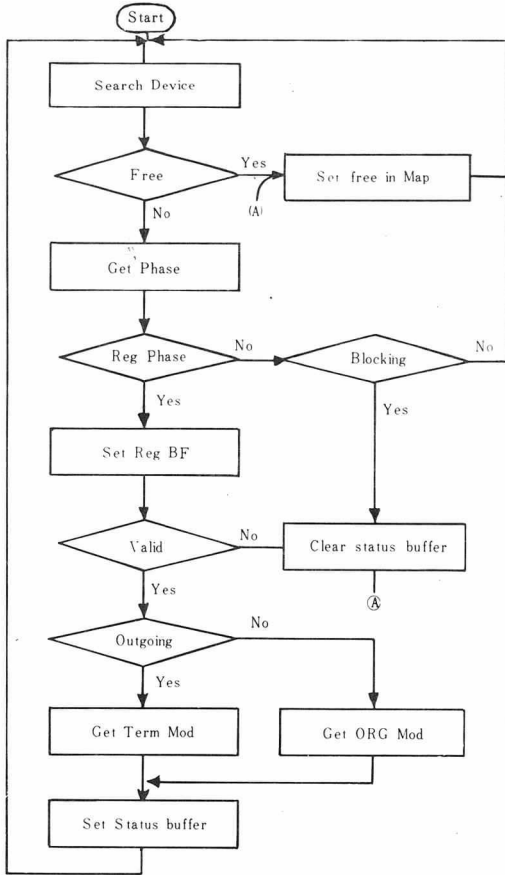 Start
Search Device
Free
Yes
Set free in Map
(A)
No
Get Phase
Reg Phase
No
Blocking
No
Yes
Yes
Set Reg BF
Valid
No
Clear status buffer
Yes
Ⓐ
Outgoing
No
Yes
Get Term Mod
Get ORG Mod
Set Status buffer